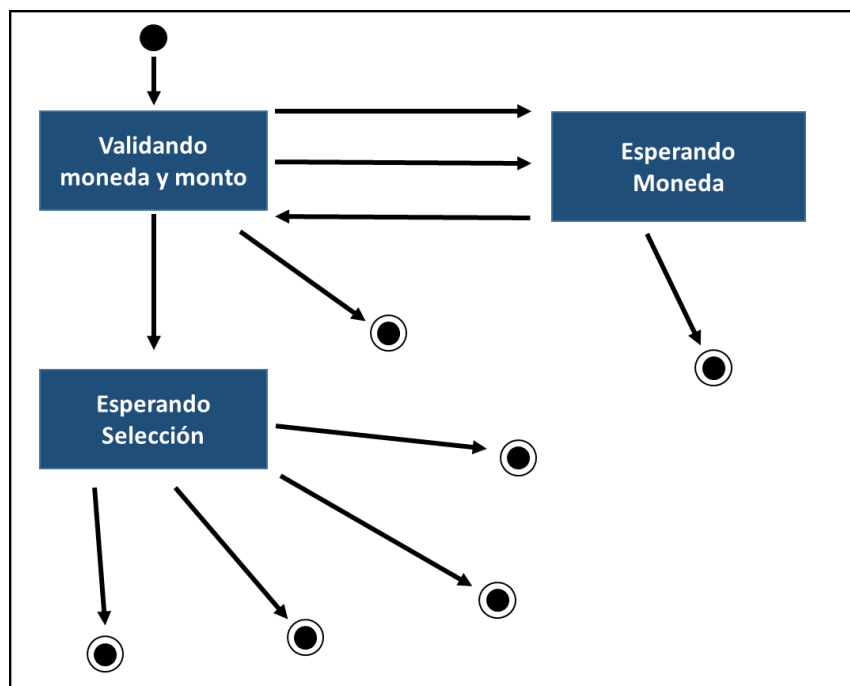 Validando
moneda y monto
Esperando
Moneda
Esperando
Selección